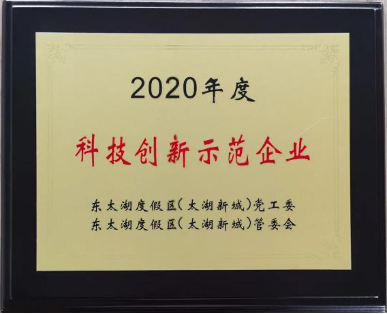 2020年度
科技创新示范企业
东太湖度假区(太湖新城)党工委
东太湖度假区(太湖新城)管委会